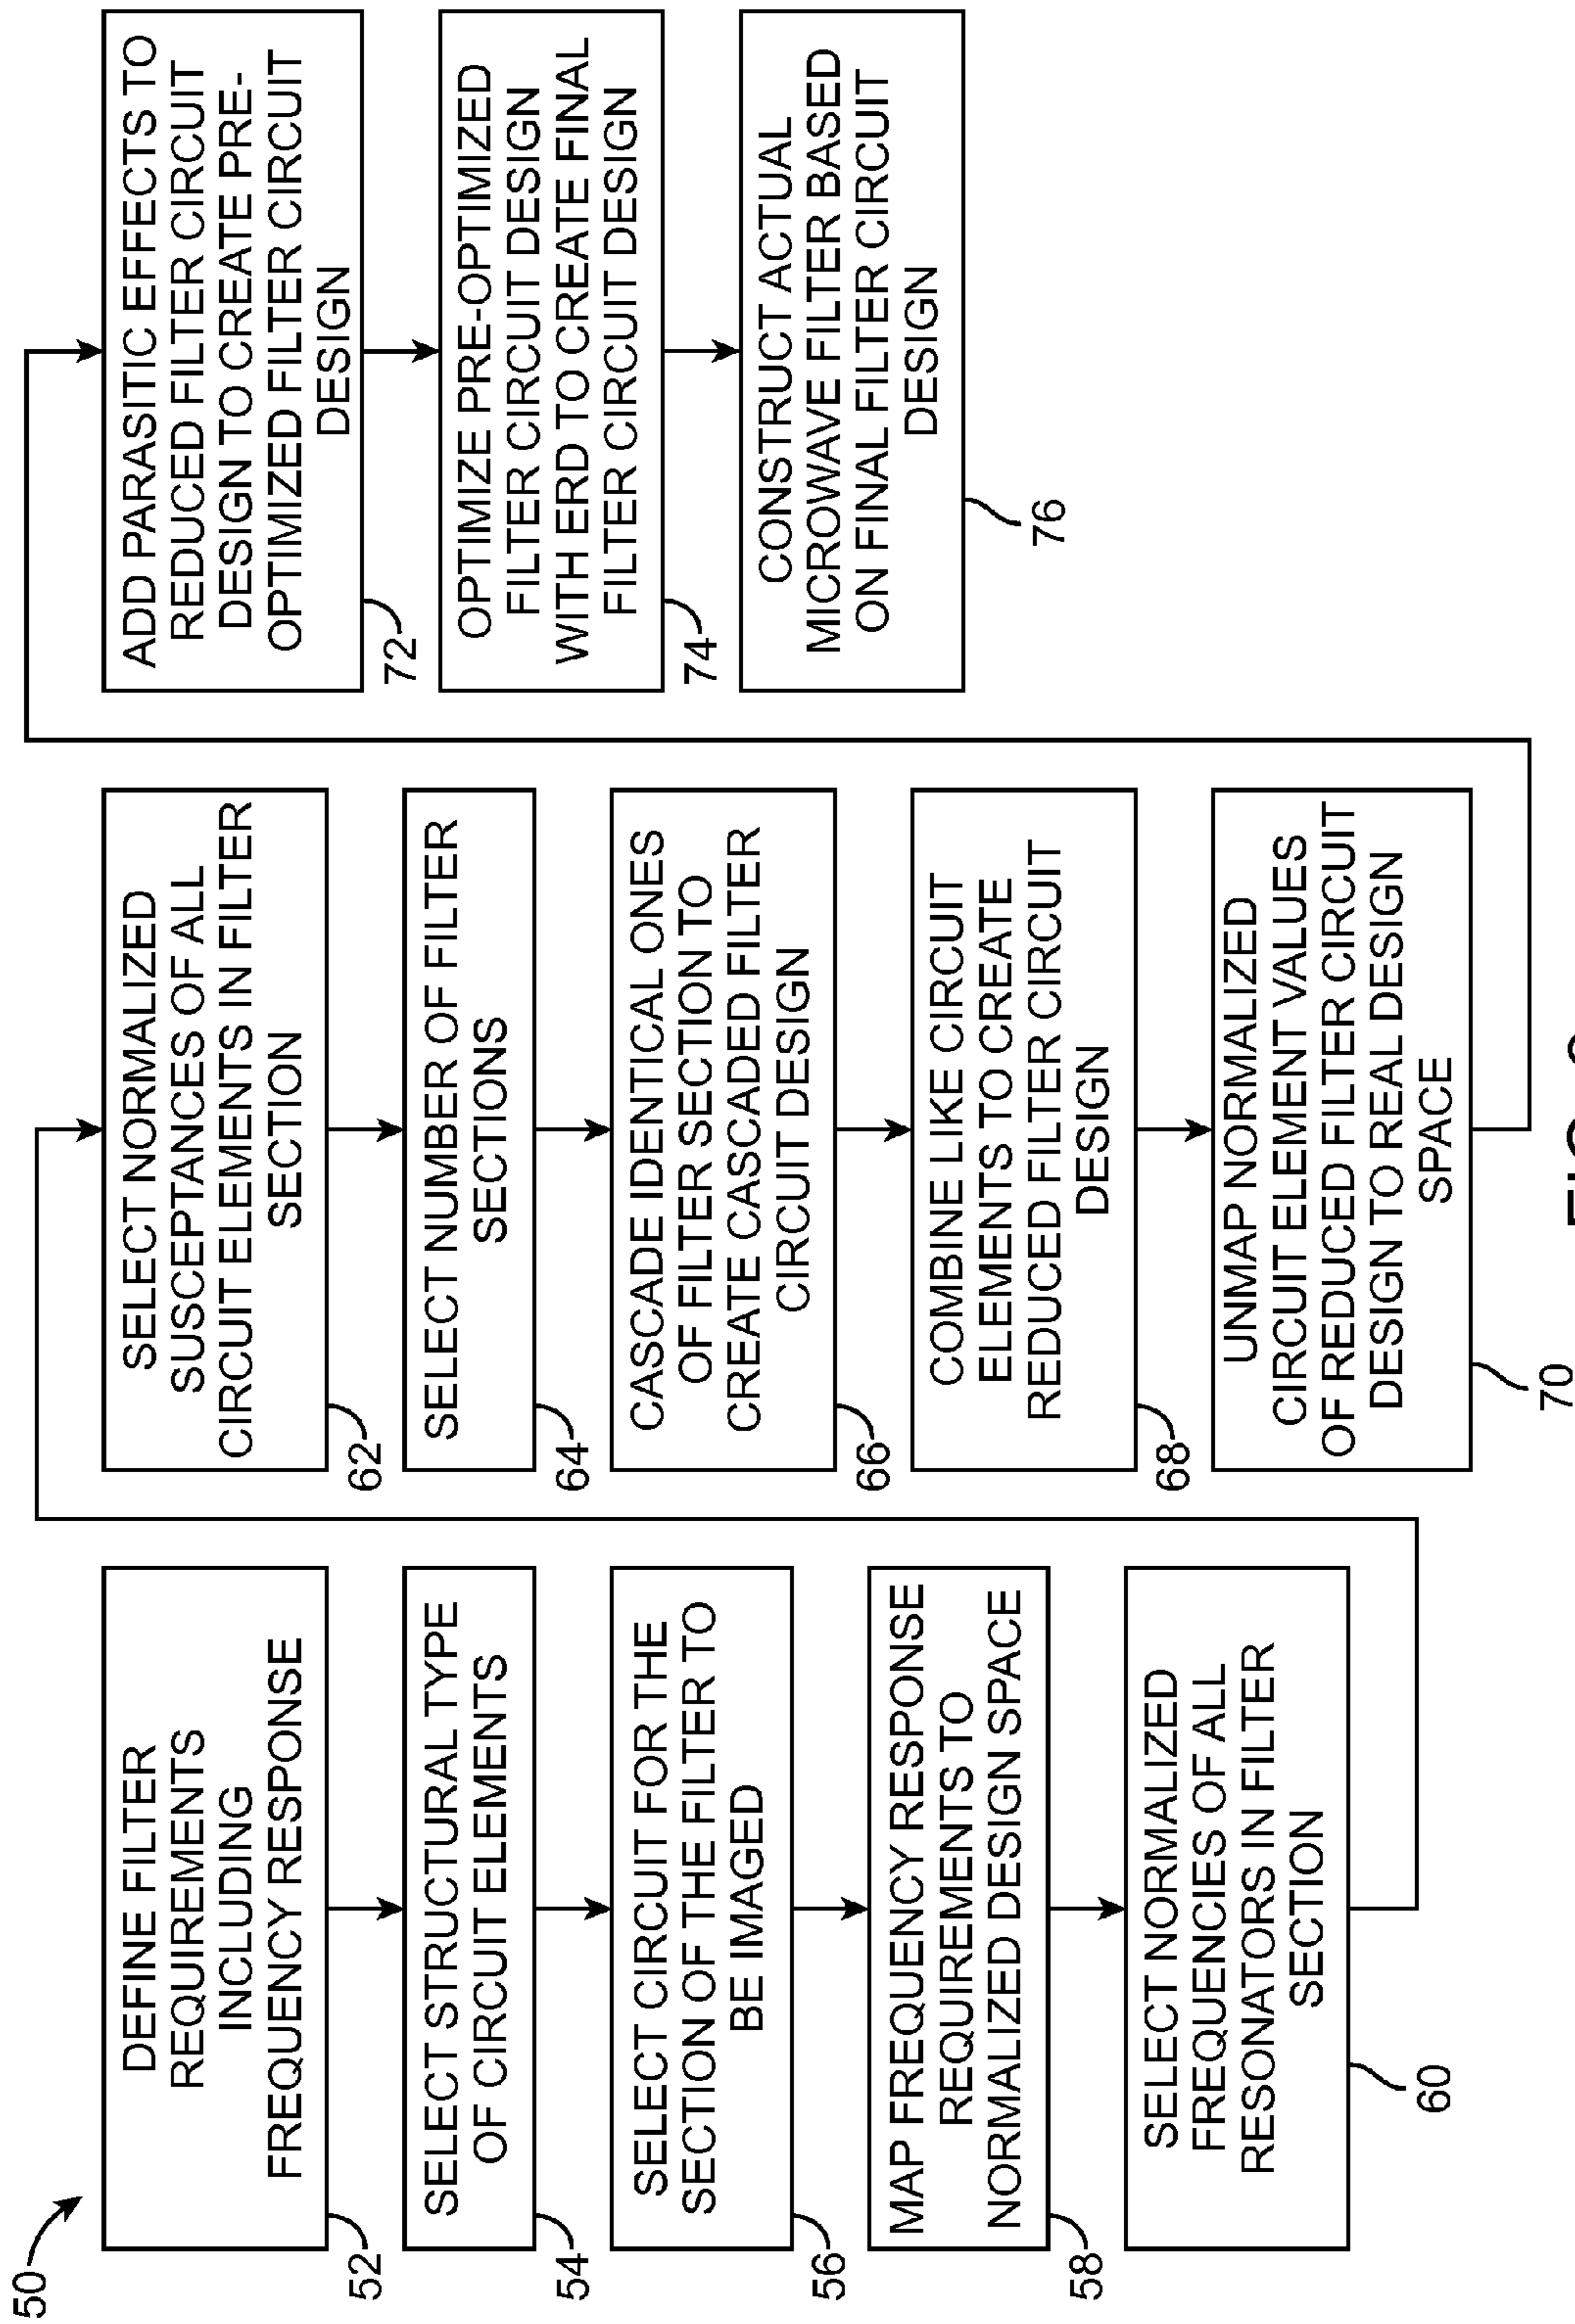 50
DEFINE FILTER
REQUIREMENTS
INCLUDING
FREQUENCY RESPONSE
52
SELECT STRUCTURAL TYPE
OF CIRCUIT ELEMENTS
54
SELECT CIRCUIT FOR THE
SECTION OF THE FILTER TO
BE IMAGED
56
MAP FREQUENCY RESPONSE
REQUIREMENTS TO
NORMALIZED DESIGN SPACE
58
SELECT NORMALIZED
FREQUENCIES OF ALL
RESONATORS IN FILTER
SECTION
60
SELECT NORMALIZED
SUSCEPTANCES OF ALL
CIRCUIT ELEMENTS IN FILTER
SECTION
62
SELECT NUMBER OF FILTER
SECTIONS
64
CASCADE IDENTICAL ONES
OF FILTER SECTION TO
CREATE CASCADED FILTER
CIRCUIT DESIGN
66
COMBINE LIKE CIRCUIT
ELEMENTS TO CREATE
REDUCED FILTER CIRCUIT
DESIGN
68
UNMAP NORMALIZED
CIRCUIT ELEMENT VALUES
OF REDUCED FILTER CIRCUIT
DESIGN TO REAL DESIGN
SPACE
70
ADD PARASITIC EFFECTS TO
REDUCED FILTER CIRCUIT
DESIGN TO CREATE PRE-
OPTIMIZED FILTER CIRCUIT
DESIGN
72
OPTIMIZE PRE-OPTIMIZED
FILTER CIRCUIT DESIGN
WITH ERD TO CREATE FINAL
FILTER CIRCUIT DESIGN
74
CONSTRUCT ACTUAL
MICROWAVE FILTER BASED
ON FINAL FILTER CIRCUIT
DESIGN
76